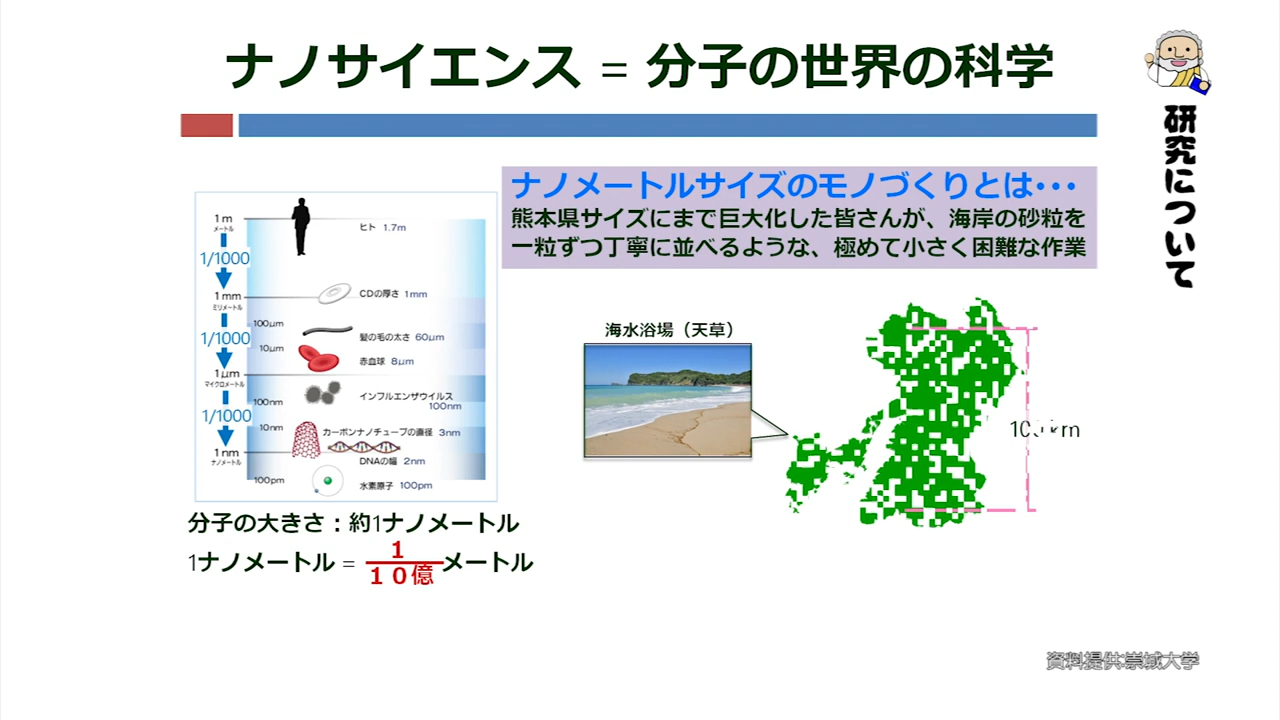 ナノサイエンス = 分子の世界の科学
研究について
ナノメートルサイズのモノづくりとは・・・
熊本県サイズにまで巨大化した皆さんが、海岸の砂粒を
一粒ずつ丁寧に並べるような、極めて小さく困難な作業
1 m
メートル
ヒト 1.7m
1/1000
1 mm
ミリメートル
CDの厚さ 1mm
100μm
1/1000
髪の毛の太さ 60μm
10μm
赤血球 8μm
1 μm
マイクロメートル
100nm
インフルエンザウイルス
100nm
1/1000
10nm
カーボンナノチューブの直径 3nm
1 nm
ナノメートル
DNAの幅 2nm
100pm
水素原子 100pm
海水浴場（天草）
km
分子の大きさ：約1ナノメートル
1ナノメートル = 1/10億 メートル
資料提供:崇城大学